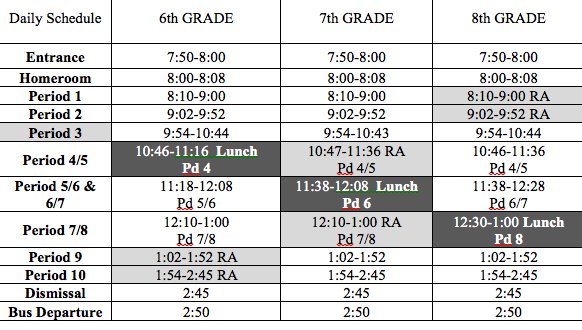 Daily Schedule 6th GRADE 7th GRADE 8th GRADE
Entrance 7:50-8:00 7:50-8:00 7:50-8:00
Homeroom 8:00-8:08 8:00-8:08 8:00-8:08
Period 1 8:10-9:00 8:10-9:00 8:10-9:00 RA
Period 2 9:02-9:52 9:02-9:52 9:02-9:52 RA
Period 3 9:54-10:44 9:54-10:43 9:54-10:44
Period 4/5 10:46-11:16 Lunch 10:47-11:36 RA 10:46-11:36
Pd 4 Pd 4/5 Pd 4/5
Period 5/6 & 11:18-12:08 11:38-12:08 Lunch 11:38-12:28
6/7 Pd 5/6 Pd 6 Pd 6/7
Period 7/8 12:10-1:00 12:10-1:00 RA 12:30-1:00 Lunch
Pd 7/8 Pd 7/8 Pd 8
Period 9 1:02-1:52 RA 1:02-1:52 1:02-1:52
Period 10 1:54-2:45 RA 1:54-2:45 1:54-2:45
Dismissal 2:45 2:45 2:45
Bus Departure 2:50 2:50 2:50